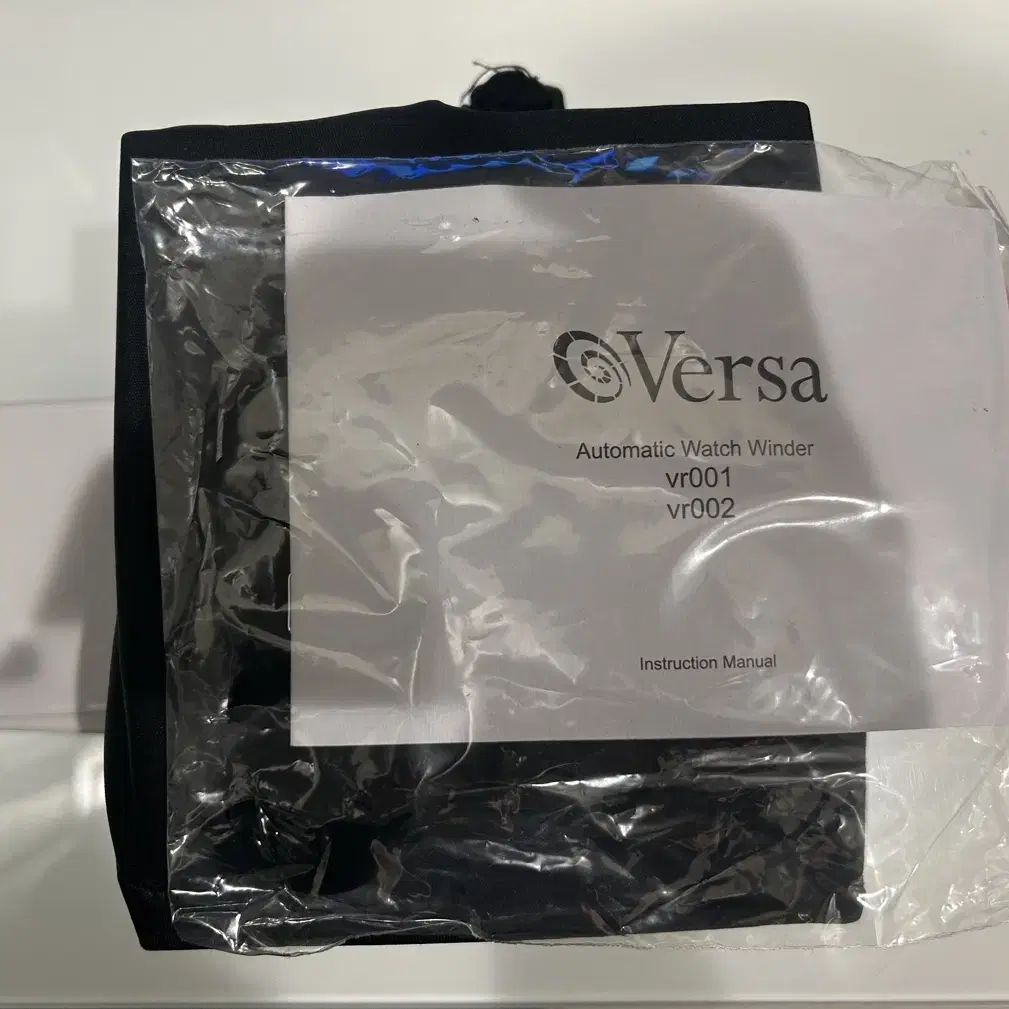 Versa
Automatic Watch Winder
vr001
vr002
Instruction Manual